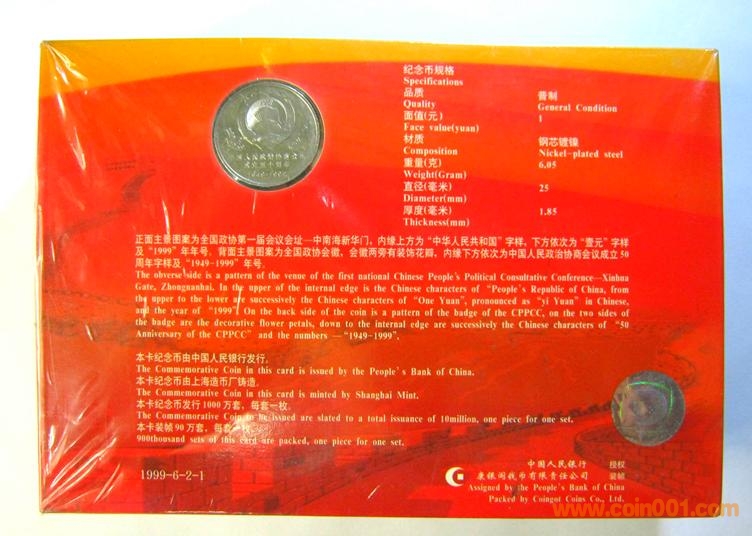 纪念币规格
Specifications
品质 普制
Quality General Condition
面值(元) 1
Face value(yuan)
材质 钢芯镀镍
Composition Nickel-plated steel
重量(克) 6.05
Weight(Gram)
直径(毫米) 25
Diameter(mm)
厚度(毫米) 1.85
Thickness(mm)
正面主景图案为全国政协第一届会议会址—中南海新华门，内缘上方为“中华人民共和国”字样，下方依次为“壹元”字样
及“1999”年年号。背面主景图案为全国政协会徽，会徽两旁有装饰花瓣，内缘下方依次为中国人民政治协商会议成立50
周年字样及“1949-1999”年号。
The obverse side is a pattern of the venue of the first national Chinese People's Political Consultative Conference—Xinhua
Gate, Zhongnanhai. In the upper of the internal edge is the Chinese characters of “People's Republic of China, from
the upper to the lower are successively the Chinese characters of “One Yuan”, pronounced as “yi Yuan” in Chinese,
and the year of “1999”. On the back side of the coin is a pattern of the badge of the CPPCC, on the two sides of
the badge are the decorative flower petals, down to the internal edge are successively the Chinese characters of “50
Anniversary of the CPPCC” and the numbers —“1949-1999”.
本卡纪念币由中国人民银行发行。
The Commemorative Coin in this card is issued by the People's Bank of China.
本卡纪念币由上海造币厂铸造。
The Commemorative Coin in this card is minted by Shanghai Mint.
本卡纪念币发行1000万套，每套一枚。
The Commemorative Coin to be issued are slated to a total issuance of 10million, one piece for one set.
本卡装帧90万套，每套一枚。
900thousand sets of this card are packed, one piece for one set.
1999-6-2-1
中国人民银行 授权
康银阁钱币有限责任公司 装帧
Assigned by the People's Bank of China
Packed by Coingot Coins Co., Ltd.
www.coin001.com